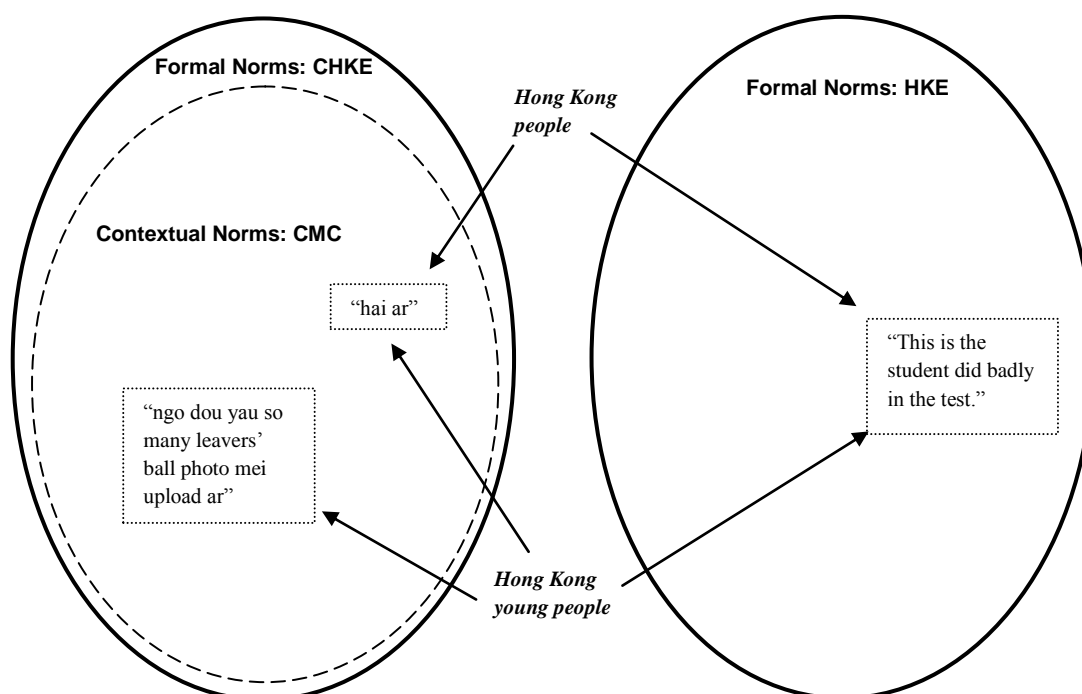 Formal Norms: CHKE
Contextual Norms: CMC
“hai ar”
“ngo dou yau so
many leavers’
ball photo mei
upload ar”
Hong Kong
people
Hong Kong
young people
Formal Norms: HKE
“This is the
student did badly
in the test.”